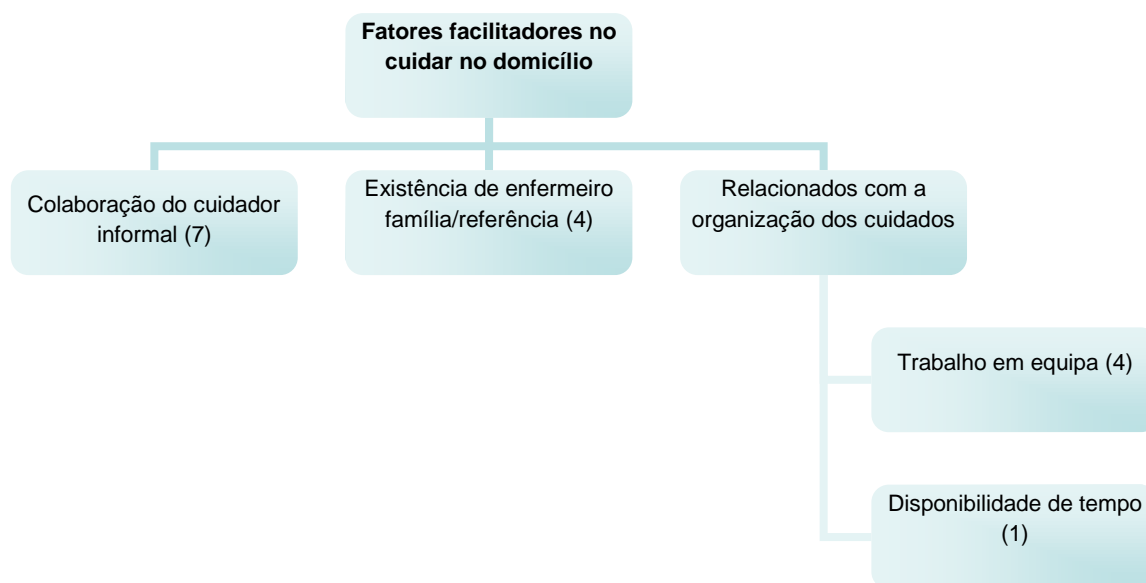 Fatores facilitadores no
cuidar no domicílio
Colaboração do cuidador
informal (7)
Existência de enfermeiro
família/referência (4)
Relacionados com a
organização dos cuidados
Trabalho em equipa (4)
Disponibilidade de tempo
(1)